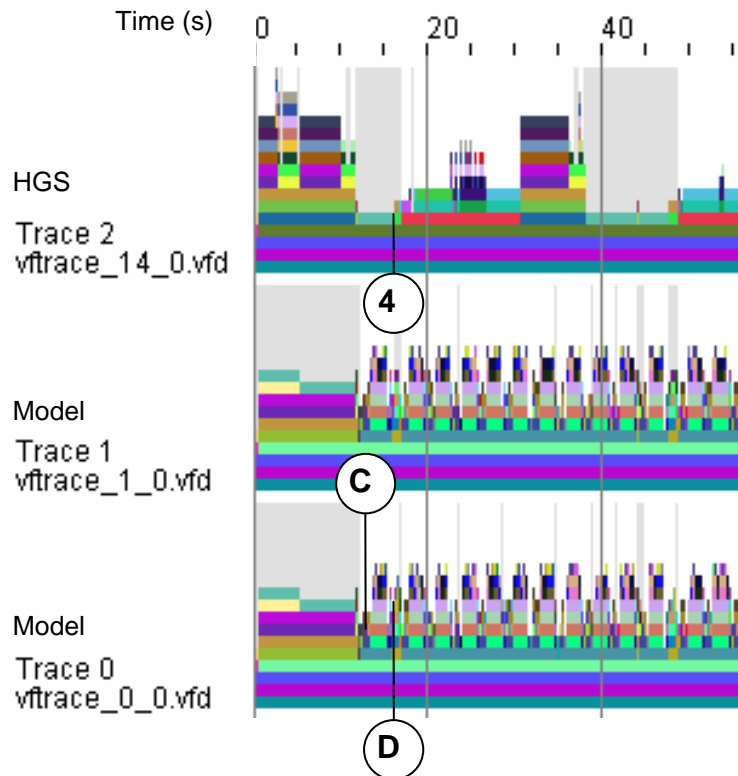 Time (s) 0 20 40
HGS
Trace 2
vftrace_14_0.vfd
4
Model
Trace 1
vftrace_1_0.vfd
C
Model
Trace 0
vftrace_0_0.vfd
D